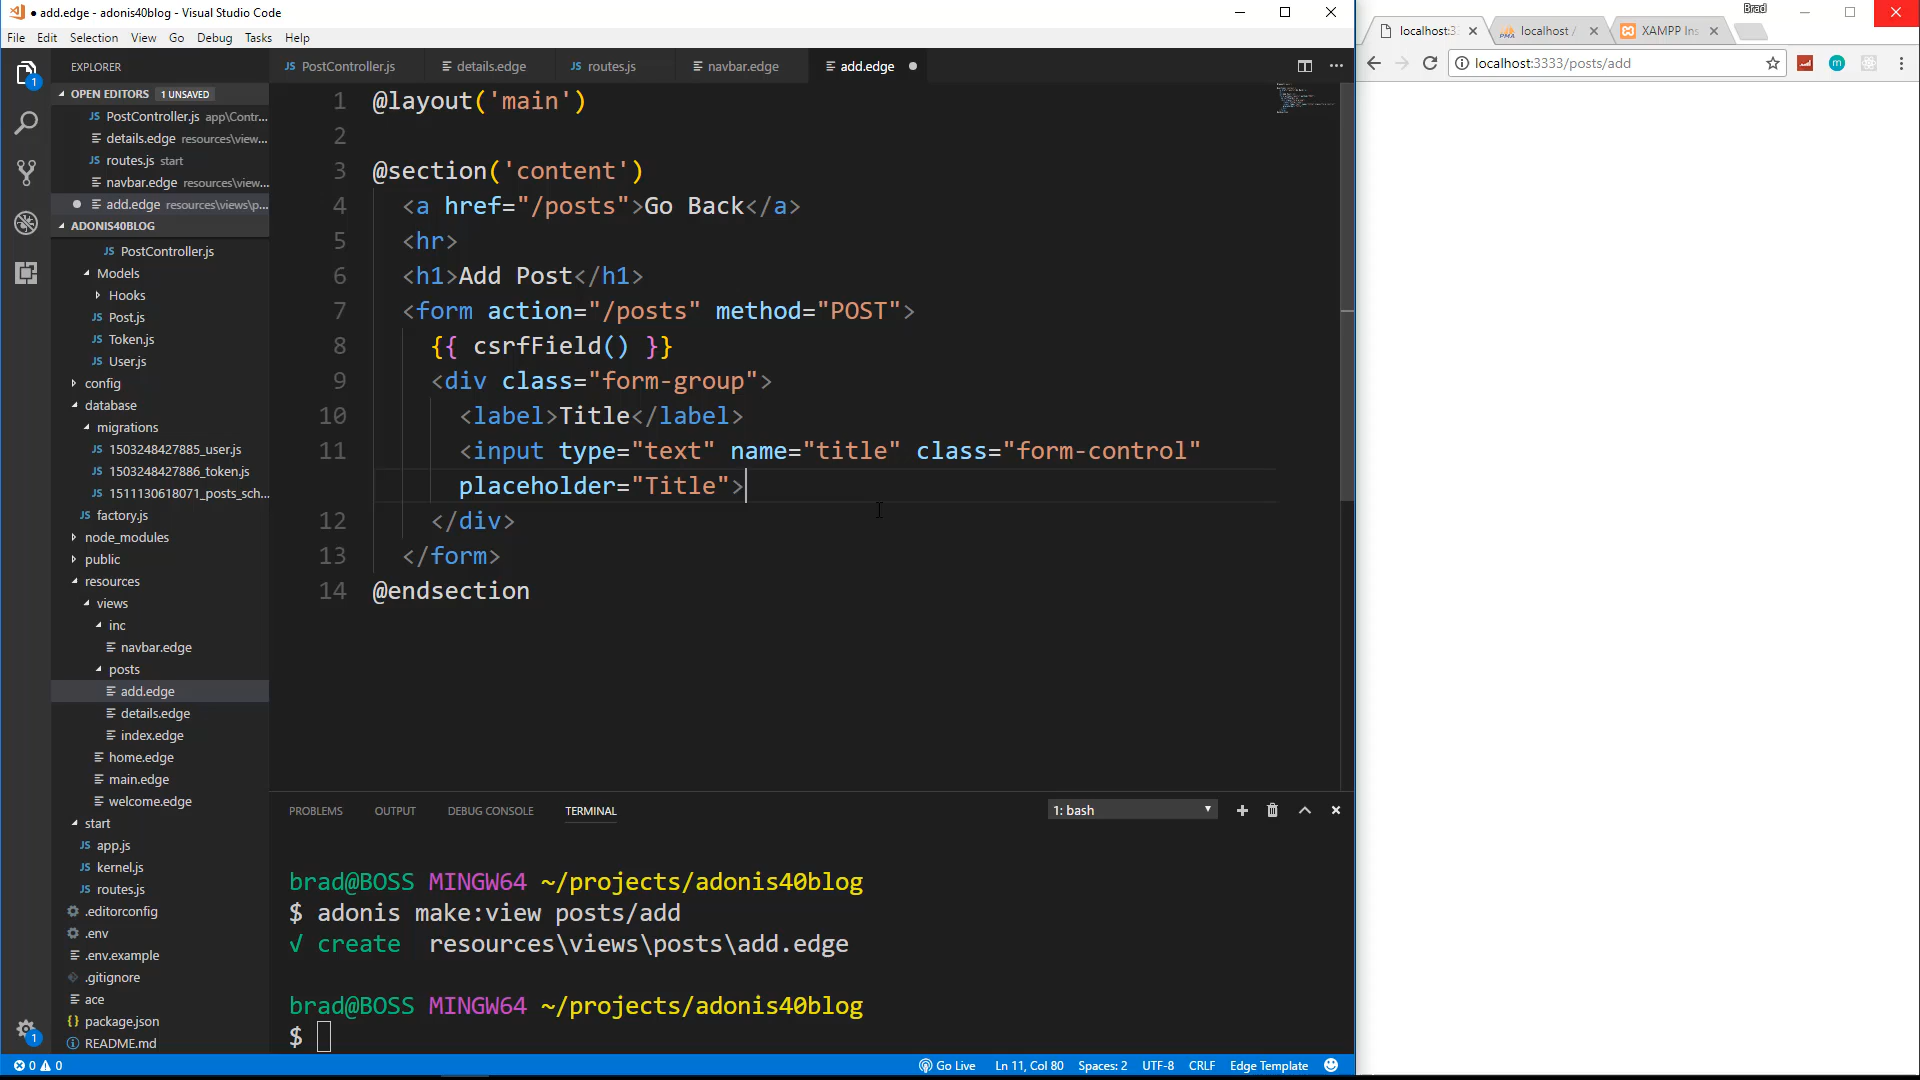 ● add.edge - adonis40blog - Visual Studio Code
File Edit Selection View Go Debug Tasks Help
EXPLORER
OPEN EDITORS 1 UNSAVED
PostController.js app\Contr...
details.edge resources\view...
routes.js start
navbar.edge resources\view...
add.edge resources\views\p...
ADONIS40BLOG
PostController.js
Models
Hooks
Post.js
Token.js
User.js
config
database
migrations
1503248427885_user.js
1503248427886_token.js
1511130618071_posts_sch...
factory.js
node_modules
public
resources
views
inc
navbar.edge
posts
add.edge
details.edge
index.edge
home.edge
main.edge
welcome.edge
start
app.js
kernel.js
routes.js
.editorconfig
.env
.env.example
.gitignore
ace
package.json
README.md
PostController.js details.edge routes.js navbar.edge add.edge
1 @layout('main')
2
3 @section('content')
4 <a href="/posts">Go Back</a>
5 <hr>
6 <h1>Add Post</h1>
7 <form action="/posts" method="POST">
8 {{ csrfField() }}
9 <div class="form-group">
10 <label>Title</label>
11 <input type="text" name="title" class="form-control"
placeholder="Title">
12 </div>
13 </form>
14 @endsection
PROBLEMS OUTPUT DEBUG CONSOLE TERMINAL 1: bash
brad@BOSS MINGW64 ~/projects/adonis40blog
$ adonis make:view posts/add
√ create resources\views\posts\add.edge
brad@BOSS MINGW64 ~/projects/adonis40blog
$
0 0 Go Live Ln 11, Col 80 Spaces: 2 UTF-8 CRLF Edge Template
Brad
localhost:3 localhost / XAMPP Ins
localhost:3333/posts/add